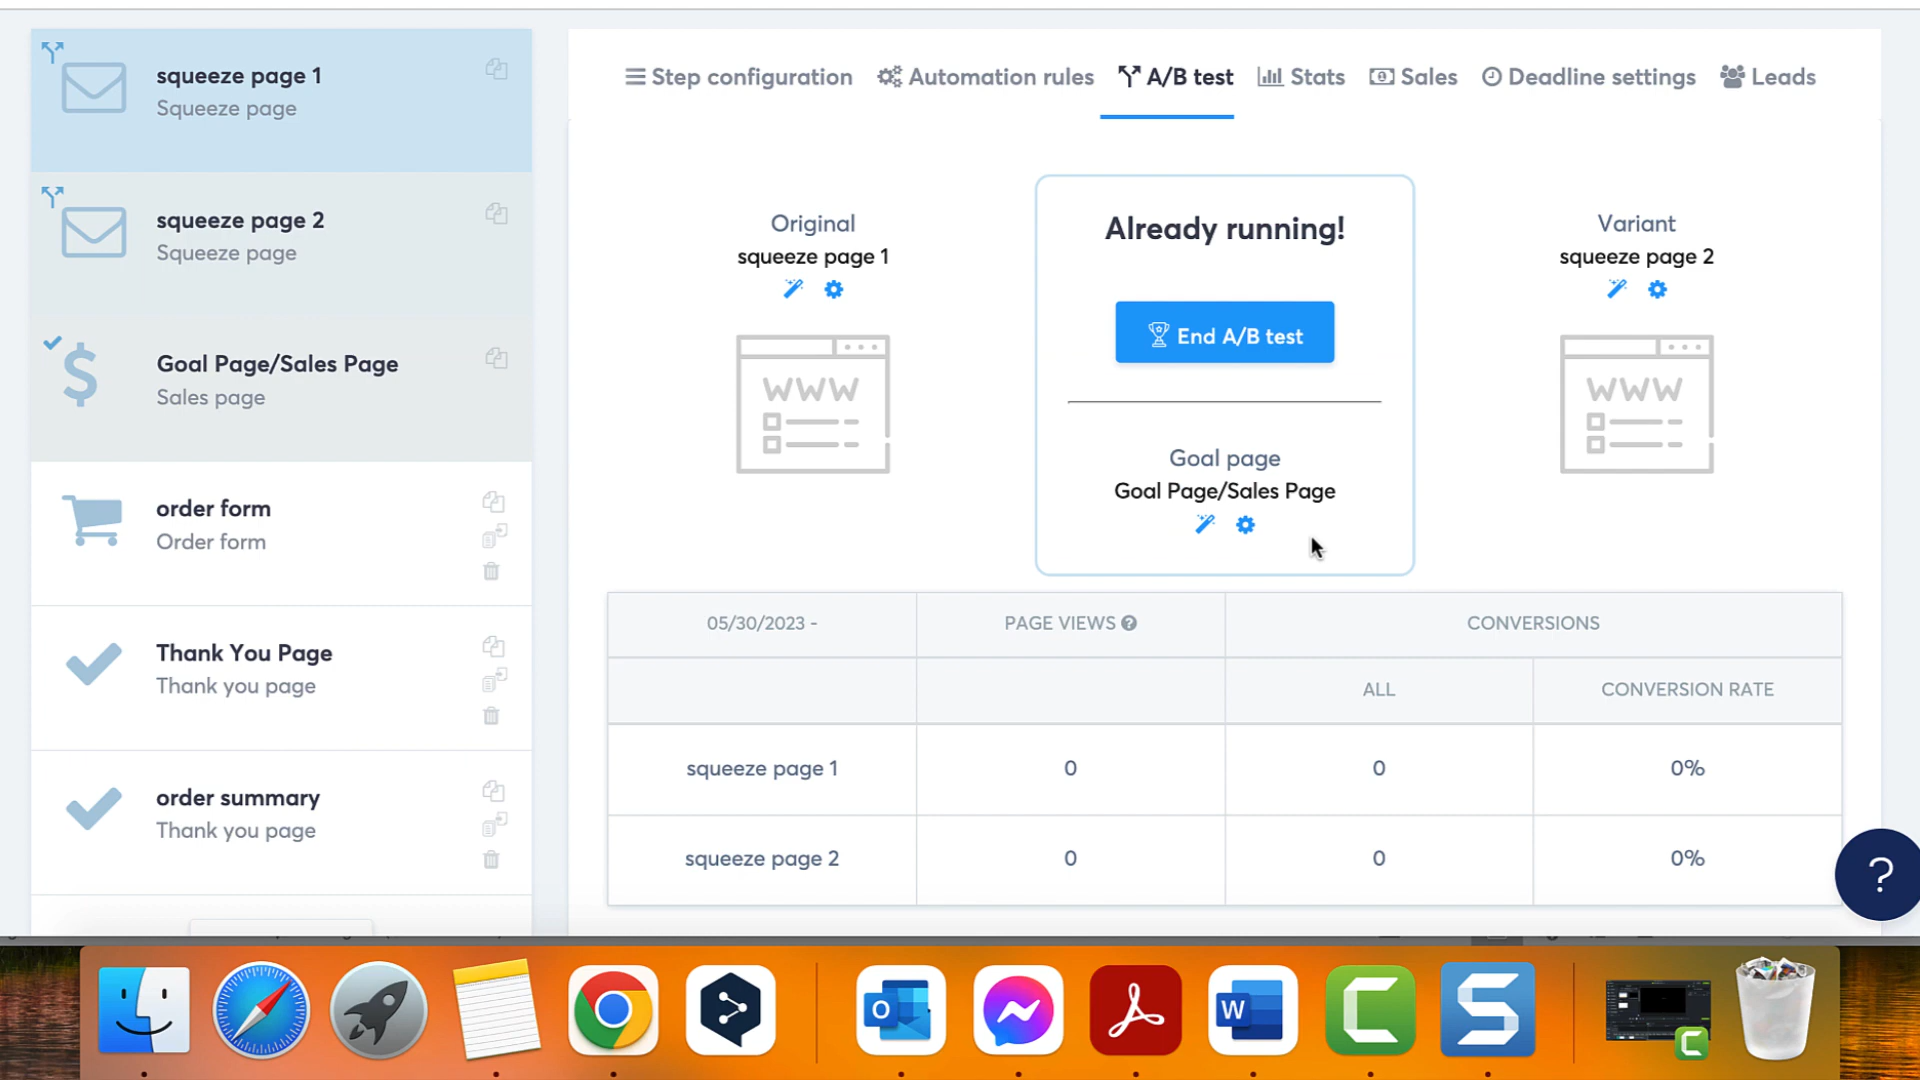 squeeze page 1
Squeeze page
squeeze page 2
Squeeze page
Goal Page/Sales Page
Sales page
order form
Order form
Thank You Page
Thank you page
order summary
Thank you page
Step configuration
Automation rules
A/B test
Stats
Sales
Deadline settings
Leads
Original
squeeze page 1
WWW
Already running!
End A/B test
Goal page
Goal Page/Sales Page
Variant
squeeze page 2
WWW
05/30/2023 -
PAGE VIEWS ?
CONVERSIONS
ALL
CONVERSION RATE
squeeze page 1
0
0
0%
squeeze page 2
0
0
0%
?
O
W
C
S
C